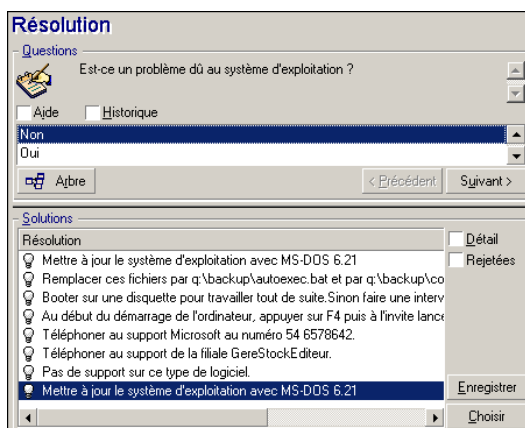 Résolution
Questions
Est-ce un problème dû au système d'exploitation ?
Aide
Historique
Non
Oui
Arbre
< Précédent
Suivant >
Solutions
Résolution
Détail
Rejetées
Mettre à jour le système d'exploitation avec MS-DOS 6.21
Remplacer ces fichiers par q:\backup\autoexec.bat et par q:\backup\co
Booter sur une disquette pour travailler tout de suite.Sinon faire une interv
Au début du démarrage de l'ordinateur, appuyer sur F4 puis à l'invite lance
Téléphoner au support Microsoft au numéro 54 6578642.
Téléphoner au support de la filiale GereStockEditeur.
Pas de support sur ce type de logiciel.
Mettre à jour le système d'exploitation avec MS-DOS 6.21
Enregistrer
Choisir